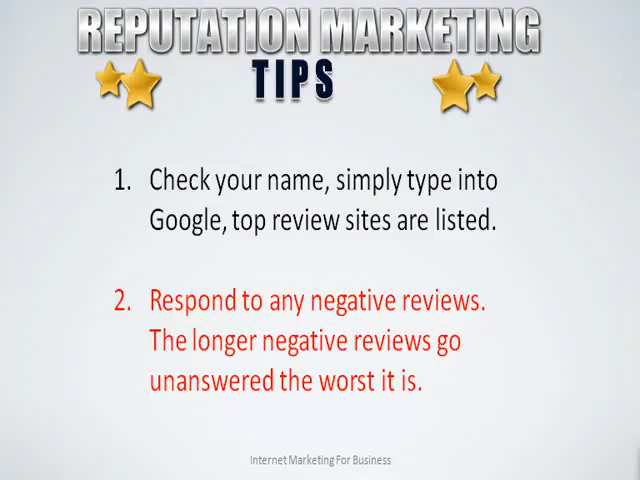 REPUTATION MARKETING
TIPS
1. Check your name, simply type into
Google, top review sites are listed.
2. Respond to any negative reviews.
The longer negative reviews go
unanswered the worst it is.
Internet Marketing For Business